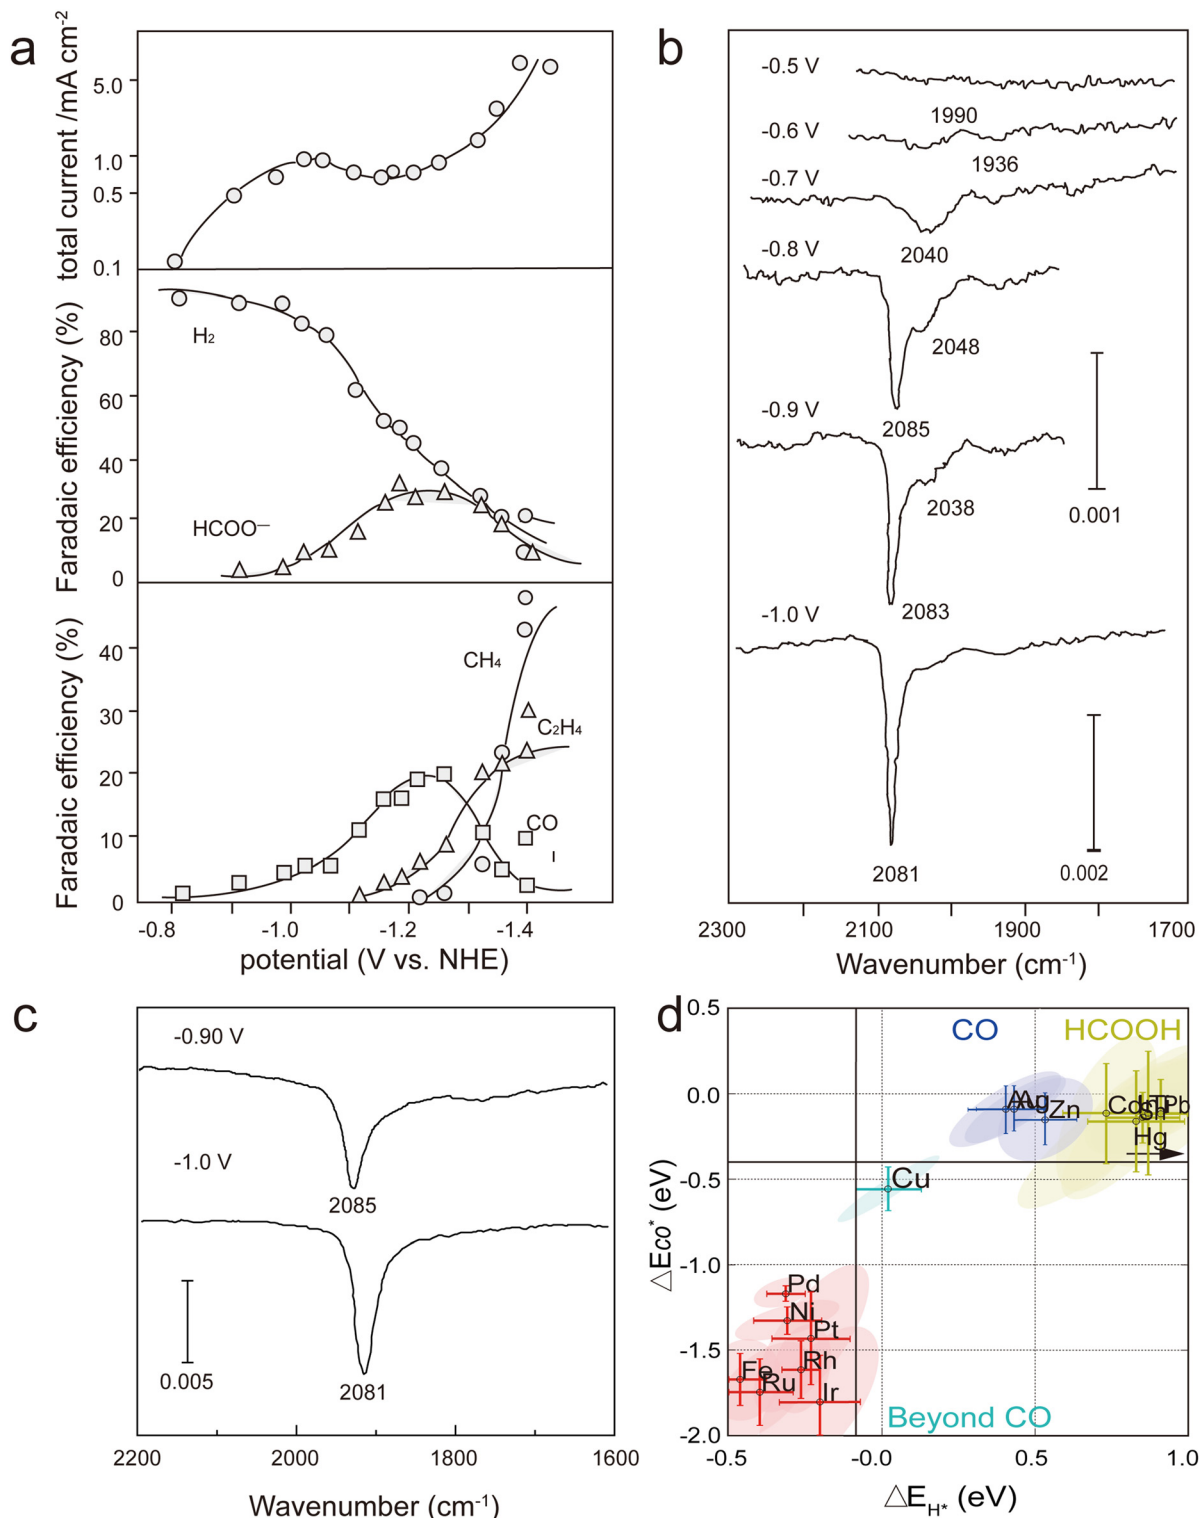 a
total current /mA cm-2
5.0
1.0
0.5
0.1
Faradaic efficiency (%)
80
60
40
20
0
H2
HCOO—
Faradaic efficiency (%)
40
30
20
10
0
CH4
C2H4
CO
-0.8
-1.0
-1.2
-1.4
potential (V vs. NHE)
b
-0.5 V
1990
-0.6 V
1936
-0.7 V
2040
-0.8 V
2048
2085
-0.9 V
2038
0.001
2083
-1.0 V
2081
0.002
2300
2100
1900
1700
Wavenumber (cm-1)
c
-0.90 V
2085
-1.0 V
2081
0.005
2200
2000
1800
1600
Wavenumber (cm-1)
d
△Eco* (eV)
0.5
0.0
-0.5
-1.0
-1.5
-2.0
CO
HCOOH
Au
Ag
Zn
Cd
In
Sn
Tl
Pb
Hg
Cu
Pd
Ni
Pt
Rh
Fe
Ru
Ir
Beyond CO
-0.5
-0.0
0.5
1.0
△EH* (eV)